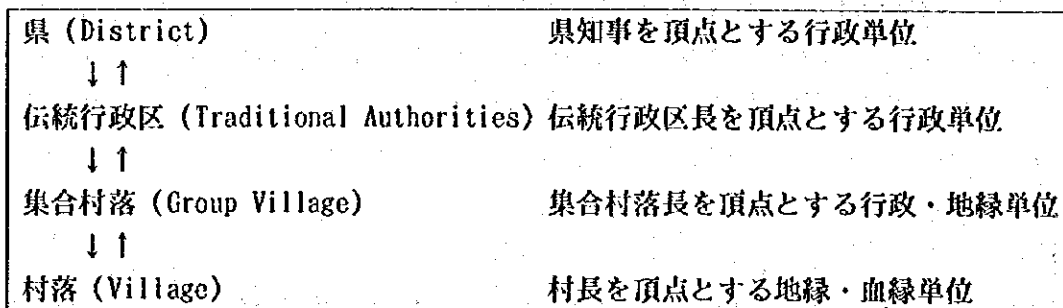 県 (District) 県知事を頂点とする行政単位
↓ ↑
伝統行政区 (Traditional Authorities) 伝統行政区長を頂点とする行政単位
↓ ↑
集合村落 (Group Village) 集合村落長を頂点とする行政・地縁単位
↓ ↑
村落 (Village) 村長を頂点とする地縁・血縁単位